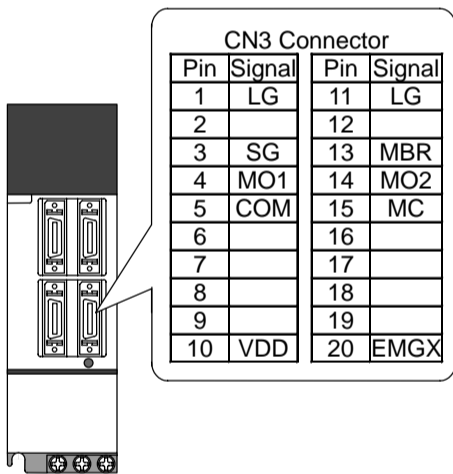 CN3 Connector
Pin Signal Pin Signal
1 LG 11 LG
2 12
3 SG 13 MBR
4 MO1 14 MO2
5 COM 15 MC
6 16
7 17
8 18
9 19
10 VDD 20 EMGX